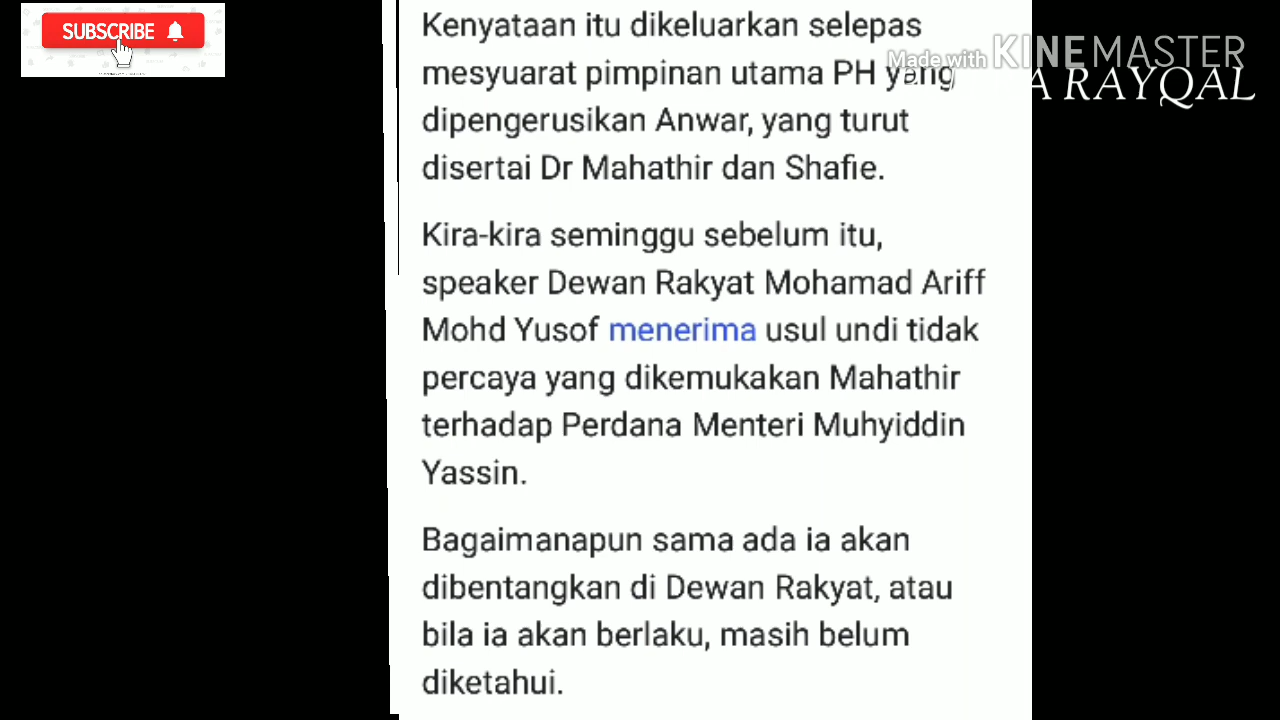 SUBSCRIBE
Made with KINEMASTER
A RAYQAL
Kenyataan itu dikeluarkan selepas
mesyuarat pimpinan utama PH yang
dipengerusikan Anwar, yang turut
disertai Dr Mahathir dan Shafie.
Kira-kira seminggu sebelum itu,
speaker Dewan Rakyat Mohamad Ariff
Mohd Yusof menerima usul undi tidak
percaya yang dikemukakan Mahathir
terhadap Perdana Menteri Muhyiddin
Yassin.
Bagaimanapun sama ada ia akan
dibentangkan di Dewan Rakyat, atau
bila ia akan berlaku, masih belum
diketahui.